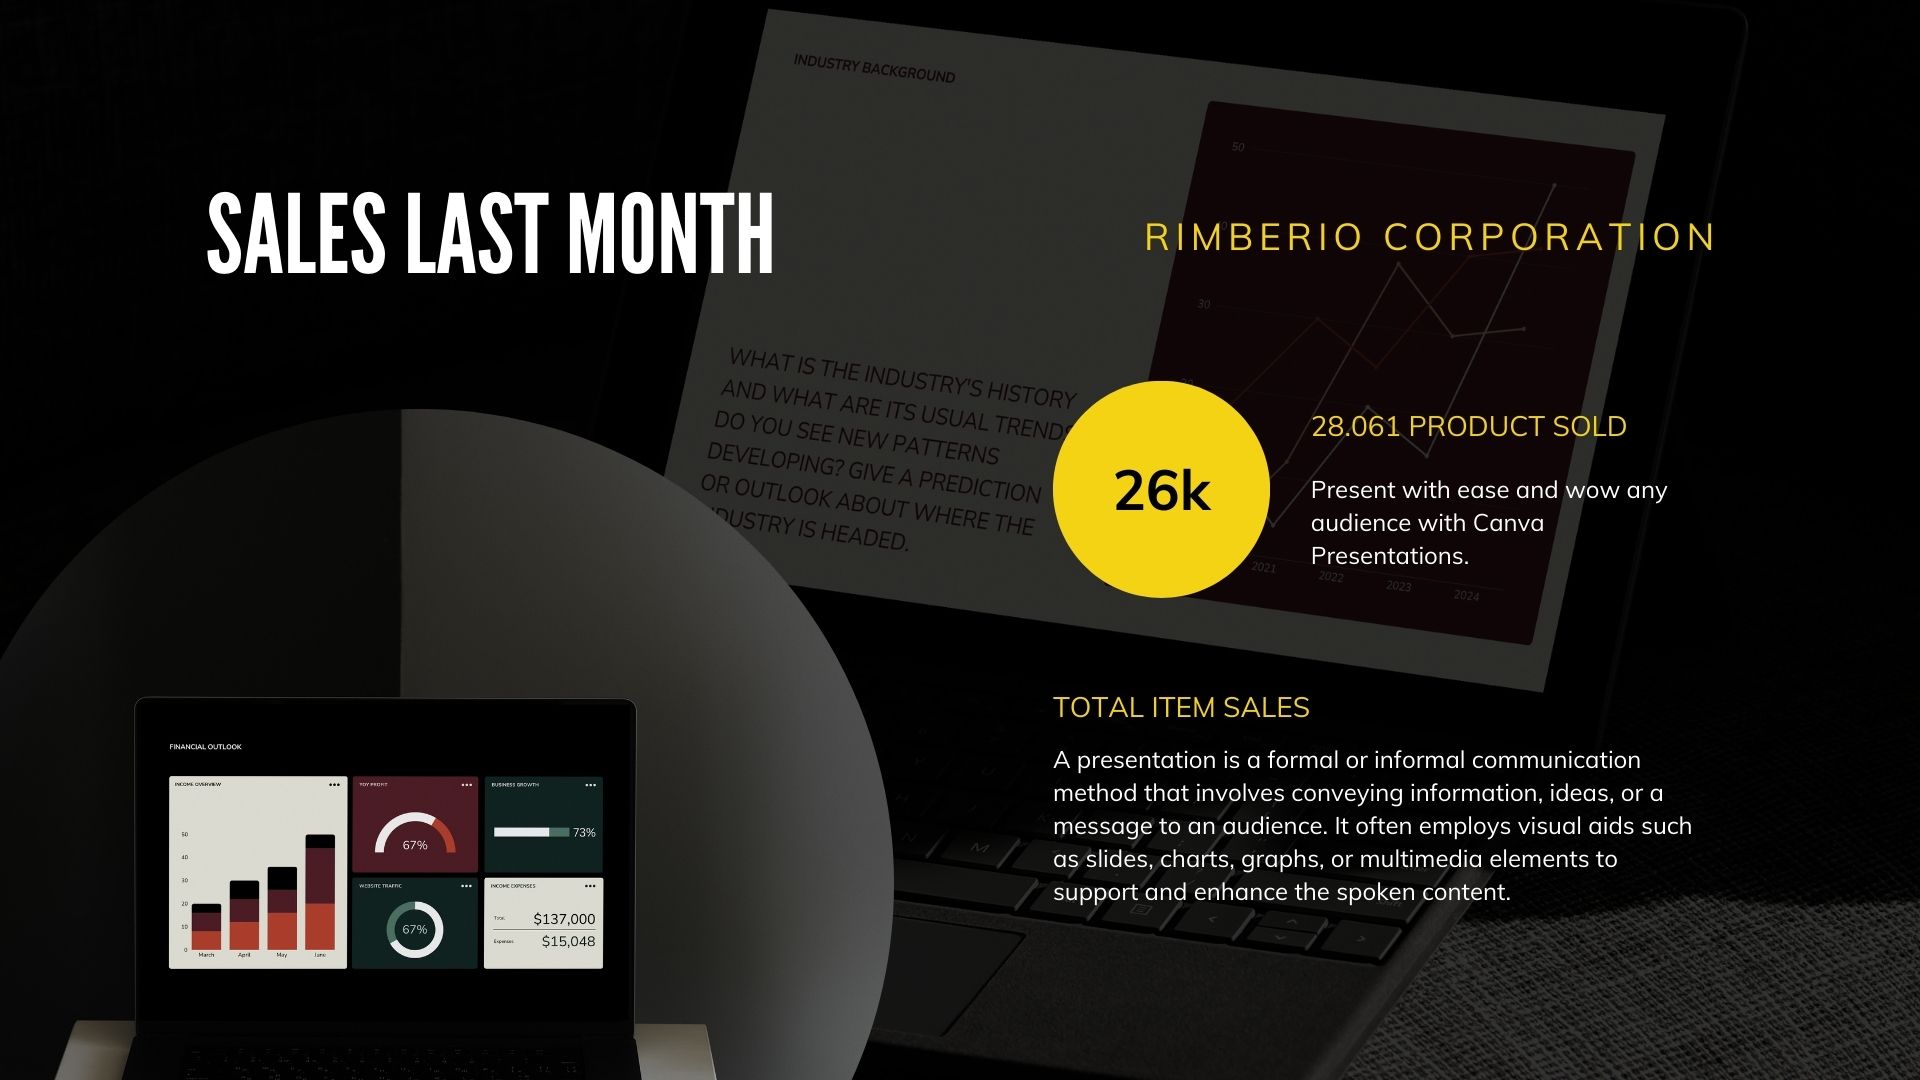 INDUSTRY BACKGROUND
50
SALES LAST MONTH
RIMBERIO CORPORATION
30
WHAT IS THE INDUSTRY'S HISTORY
AND WHAT ARE ITS USUAL TRENDS
DO YOU SEE NEW PATTERNS
DEVELOPING? GIVE A PREDICTION
OR OUTLOOK ABOUT WHERE THE
IS HEADED.
26k
28.061 PRODUCT SOLD
Present with ease and wow any
audience with Canva
Presentations.
2021 2022 2023 2024
TOTAL ITEM SALES
A presentation is a formal or informal communication
method that involves conveying information, ideas, or a
message to an audience. It often employs visual aids such
as slides, charts, graphs, or multimedia elements to
support and enhance the spoken content.
FINANCIAL OUTLOOK
INCOME OVERVIEW
50
40
30
20
10
0
March April May June
YOY PROFIT
67%
BUSINESS GROWTH
73%
WEBSITE TRAFFIC
67%
INCOME EXPENSES
Total $137,000
Expenses $15,048